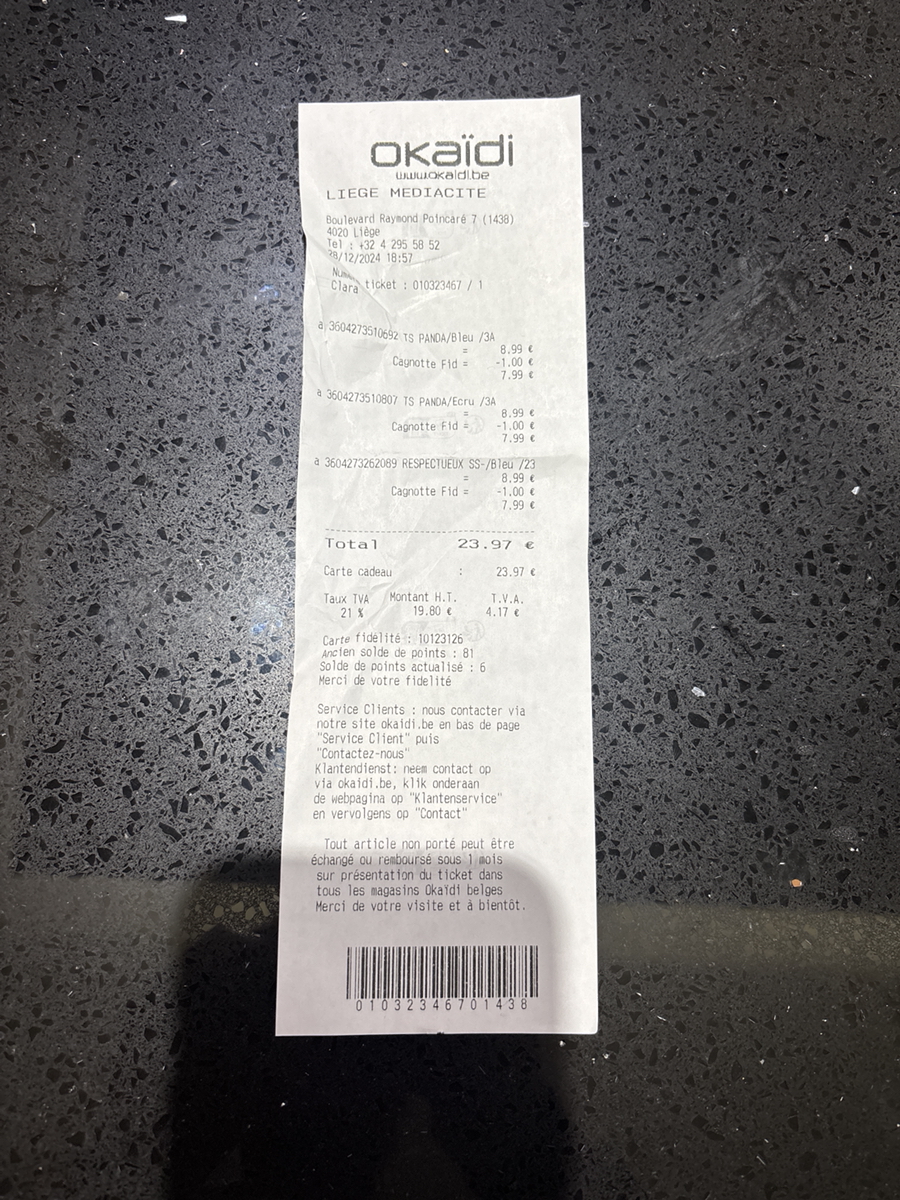 okaïdi
www.okaidi.be
LIEGE MEDIACITE
Boulevard Raymond Poincaré 7 (1438)
4020 Liège
Tel : +32 4 295 58 52
/12/2024 18:57
ticket : 010323467 / 1
Clara
a 3604273510692 TS PANDA/Bleu /3A
= 8.99 €
Cagnotte Fid = -1.00 €
7.99 €
a 3604273510807 TS PANDA/Ecru /3A
= 8.99 €
Cagnotte Fid = -1.00 €
7.99 €
a 3604273262089 RESPECTUEUX SS-/Bleu /23
= 8.99 €
Cagnotte Fid = -1.00 €
7.99 €
Total 23.97 €
Carte cadeau : 23.97 €
Taux TVA Montant H.T. T.V.A.
21 % 19.80 € 4.17 €
Carte fidélité : 10123126
Ancien solde de points : 81
Solde de points actualisé : 6
Merci de votre fidelité
Service Clients : nous contacter via
notre site okaidi.be en bas de page
"Service Client" puis
"Contactez-nous"
Klantendienst: neem contact op
via okaidi.be, klik onderaan
de webpagina op "Klantenservice"
en vervolgens op "Contact"
Tout article non porté peut être
échangé ou remboursé sous 1 mois
sur présentation du ticket dans
tous les magasins Okaïdi belges
Merci de votre visite et à bientôt.
01032346701438